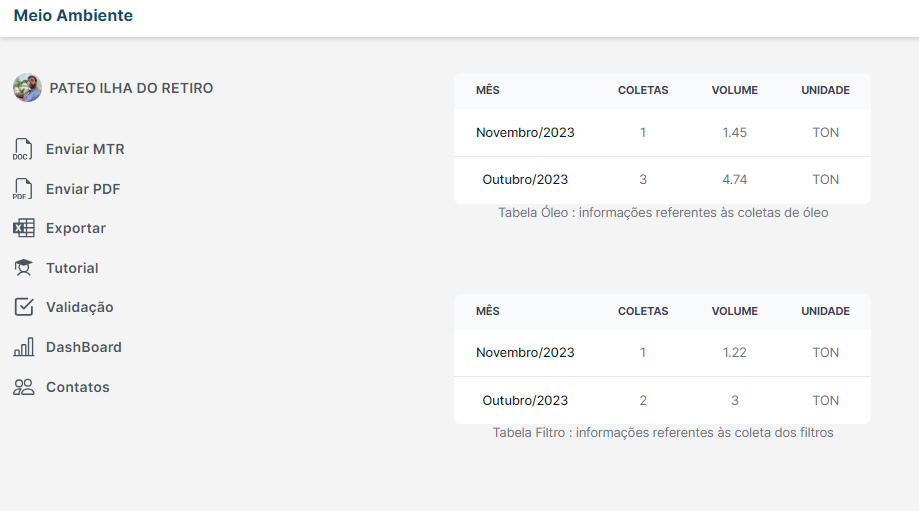 Meio Ambiente
PATEO ILHA DO RETIRO
DOC Enviar MTR
PDF Enviar PDF
X Exportar
Tutorial
Validação
DashBoard
Contatos
MÊS COLETAS VOLUME UNIDADE
Novembro/2023 1 1.45 TON
Outubro/2023 3 4.74 TON
Tabela Óleo : informações referentes às coletas de óleo
MÊS COLETAS VOLUME UNIDADE
Novembro/2023 1 1.22 TON
Outubro/2023 2 3 TON
Tabela Filtro : informações referentes às coleta dos filtros